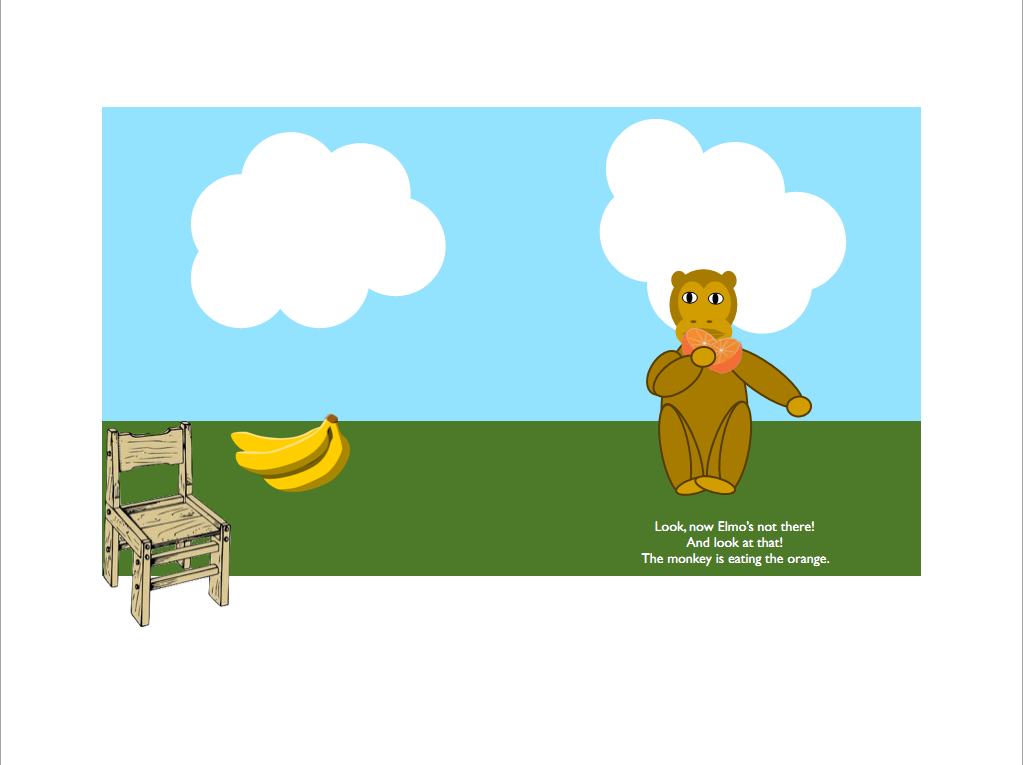 Look, now Elmo's not there!
And look at that!
The monkey is eating the orange.